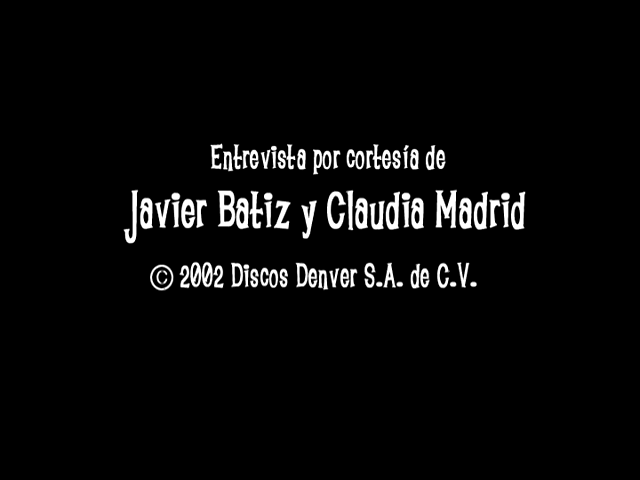 Entrevista por cortesía de
Javier Batiz y Claudia Madrid
© 2002 Discos Denver S.A. de C.V.